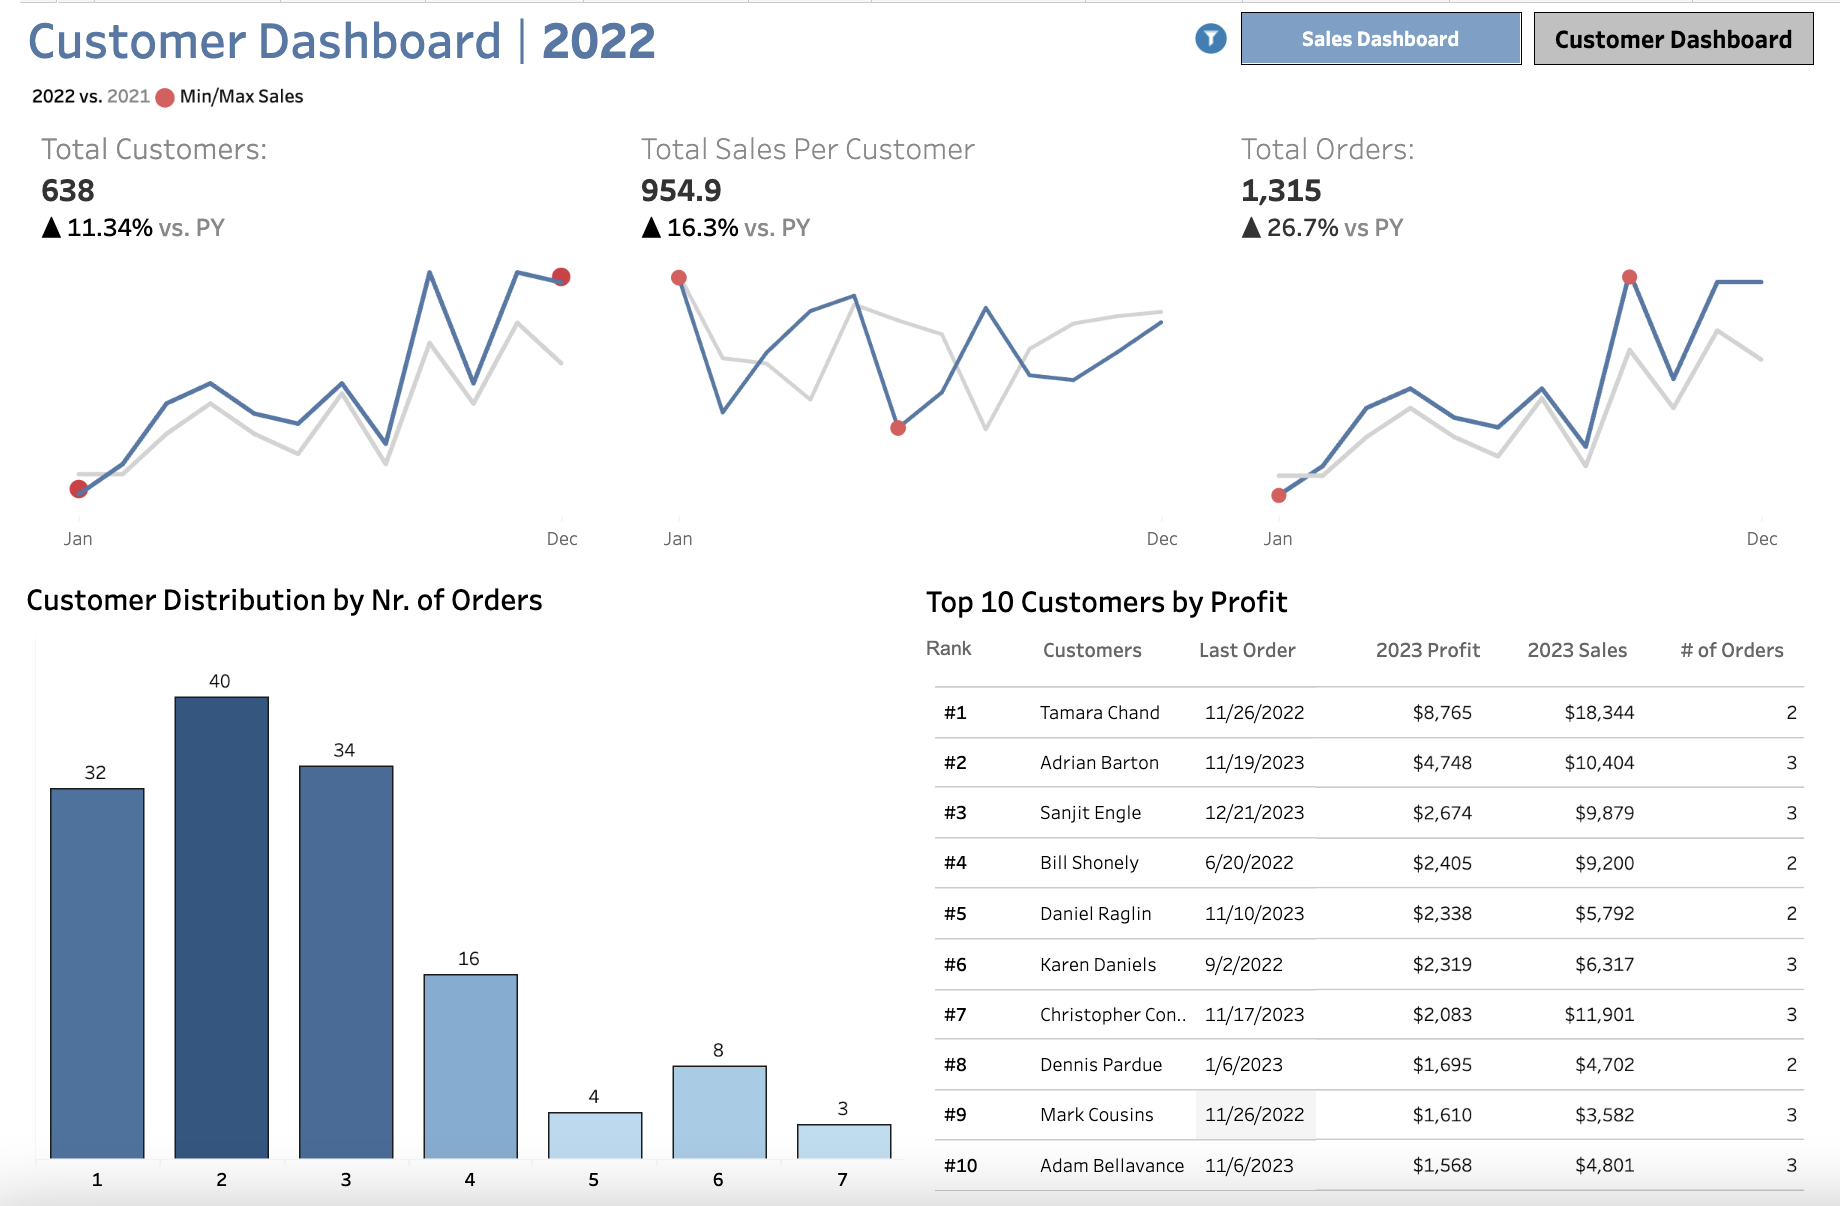 Customer Dashboard | 2022
Sales Dashboard
Customer Dashboard
2022 vs. 2021 Min/Max Sales
Total Customers:
638
▲ 11.34% vs. PY
Jan
Dec
Total Sales Per Customer
954.9
▲ 16.3% vs. PY
Jan
Dec
Total Orders:
1,315
▲ 26.7% vs PY
Jan
Dec
Customer Distribution by Nr. of Orders
32
40
34
16
4
8
3
1 2 3 4 5 6 7
Top 10 Customers by Profit
Rank Customers Last Order 2023 Profit 2023 Sales # of Orders
#1 Tamara Chand 11/26/2022 $8,765 $18,344 2
#2 Adrian Barton 11/19/2023 $4,748 $10,404 3
#3 Sanjit Engle 12/21/2023 $2,674 $9,879 3
#4 Bill Shonely 6/20/2022 $2,405 $9,200 2
#5 Daniel Raglin 11/10/2023 $2,338 $5,792 2
#6 Karen Daniels 9/2/2022 $2,319 $6,317 3
#7 Christopher Con.. 11/17/2023 $2,083 $11,901 3
#8 Dennis Pardue 1/6/2023 $1,695 $4,702 2
#9 Mark Cousins 11/26/2022 $1,610 $3,582 3
#10 Adam Bellavance 11/6/2023 $1,568 $4,801 3